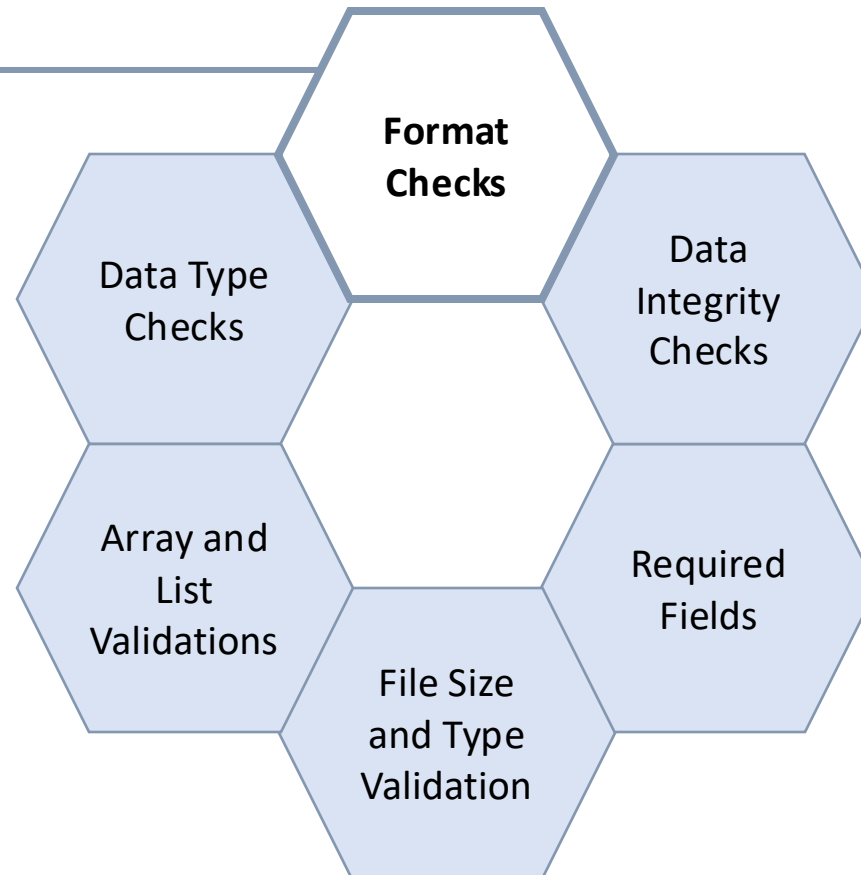 Format
Checks
Data Type
Checks
Data
Integrity
Checks
Array and
List
Validations
Required
Fields
File Size
and Type
Validation